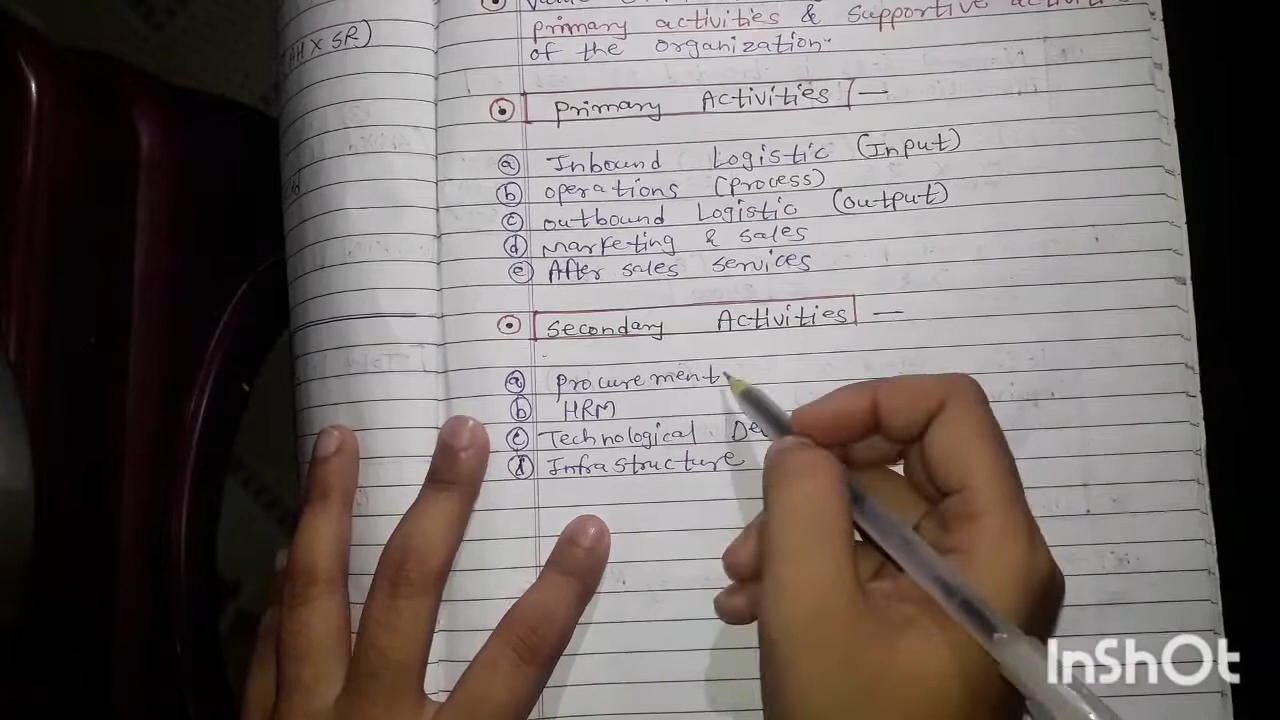 (AH X SR)
primary activities & supportive
of the organization.
Primary Activities —
(a) Inbound Logistic (Input)
(b) operations (process)
(c) outbound Logistic (output)
(d) marketing & sales
(e) After sales services
Secondary Activities —
(a) procurement
(b) HRM
(c) Technological
(d) Infrastructure
InShOt